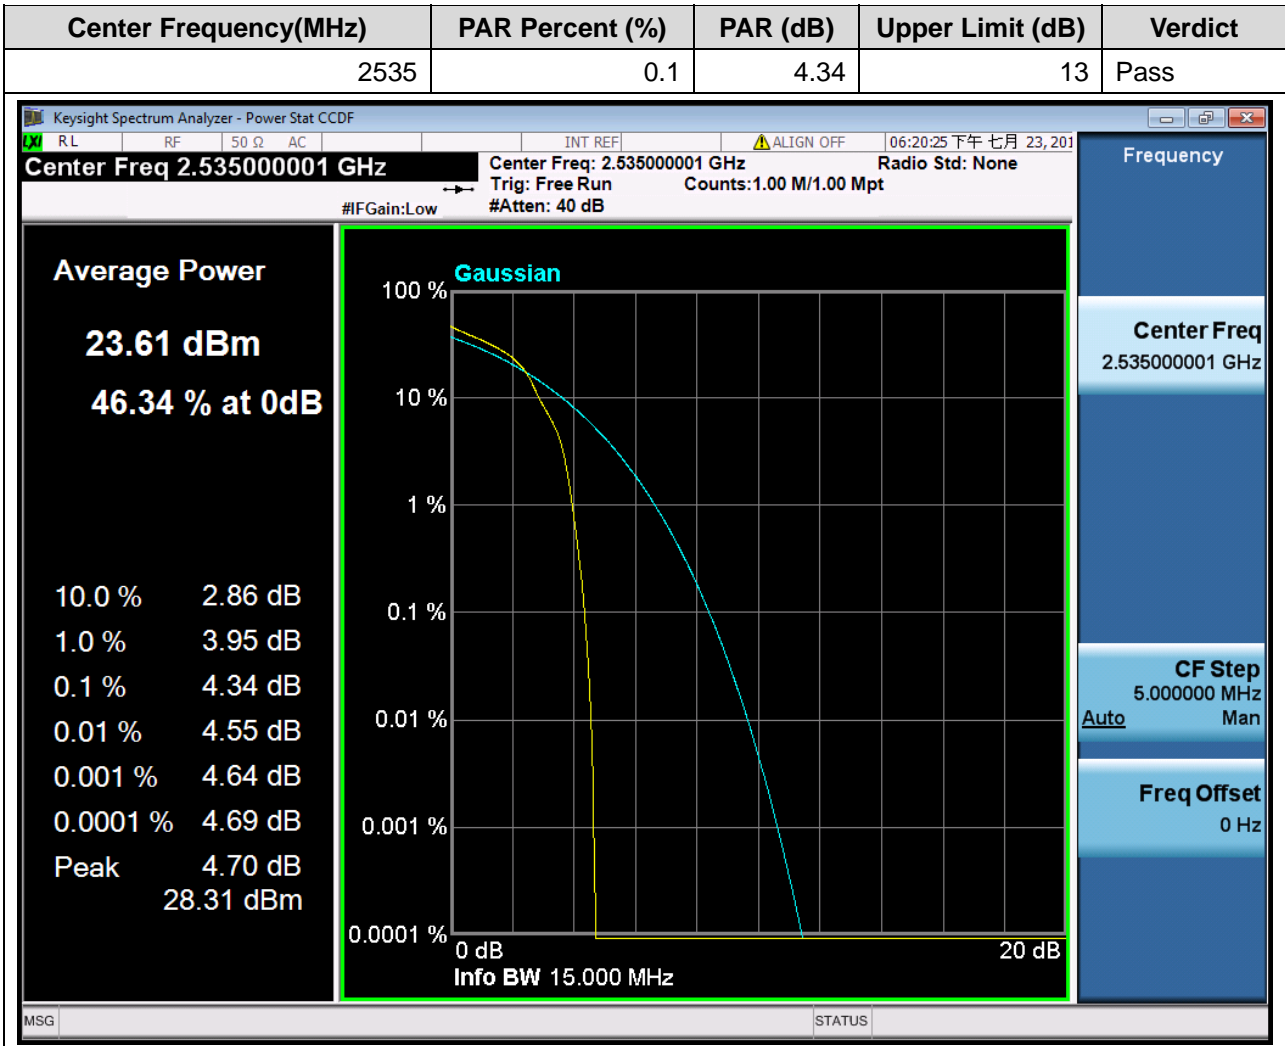 Center Frequency(MHz) PAR Percent (%) PAR (dB) Upper Limit (dB) Verdict
2535 0.1 4.34 13 Pass
Keysight Spectrum Analyzer - Power Stat CCDF
LXI RL RF 50 Ω AC INT REF ALIGN OFF 06:20:25 下午 七月 23, 201
Center Freq 2.535000001 GHz
Center Freq: 2.535000001 GHz Radio Std: None
Trig: Free Run Counts:1.00 M/1.00 Mpt
#IFGain:Low #Atten: 40 dB
Average Power
23.61 dBm
46.34 % at 0dB
10.0 % 2.86 dB
1.0 % 3.95 dB
0.1 % 4.34 dB
0.01 % 4.55 dB
0.001 % 4.64 dB
0.0001 % 4.69 dB
Peak 4.70 dB
28.31 dBm
Gaussian
100 %
10 %
1 %
0.1 %
0.01 %
0.001 %
0.0001 %
0 dB 20 dB
Info BW 15.000 MHz
Frequency
Center Freq
2.535000001 GHz
CF Step
5.000000 MHz
Auto Man
Freq Offset
0 Hz
MSG STATUS